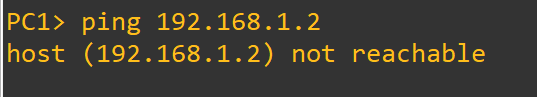 PC1> ping 192.168.1.2
host (192.168.1.2) not reachable